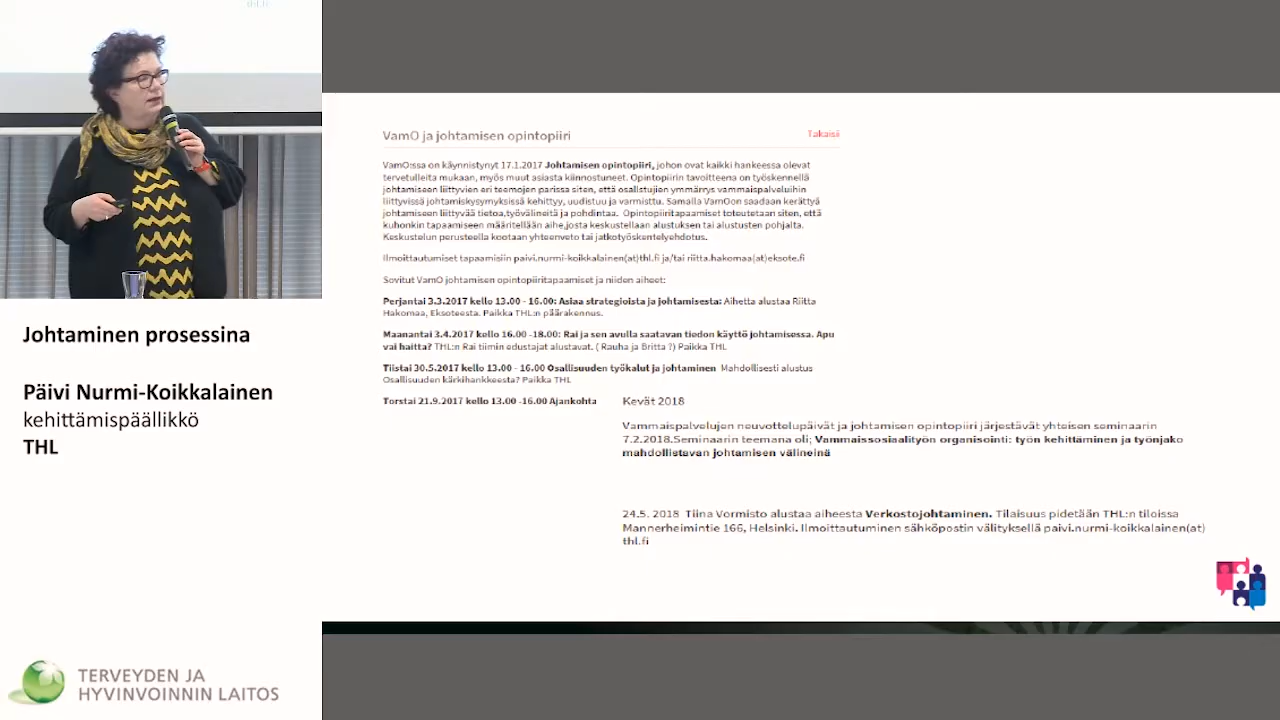 thl.fi
Johtaminen prosessina
Päivi Nurmi-Koikkalainen
kehittämispäällikkö
THL
TERVEYDEN JA
HYVINVOINNIN LAITOS
VamO ja johtamisen opintopiiri
Takaisi
VamO:ssa on käynnistynyt 17.1.2017 Johtamisen opintopiiri, johon ovat kaikki hankeessa olevat
tervetulleita mukaan, myös muut asiasta kiinnostuneet. Opintopiirin tavoitteena on työskennellä
johtamiseen liittyvien eri teemojen parissa siten, että osallistujien ymmärrys vammaispalveluihin
liittyvissä johtamiskysymyksissä kehittyy, uudistuu ja varmisttu. Samalla VamOon saadaan kerättyä
johtamiseen liittyvää tietoa,työvälineitä ja pohdintaa. Opintopiiritapaamiset toteutetaan siten, että
kuhonkin tapaamiseen määritellään aihe,josta keskustellaan alustuksen tai alustusten pohjalta.
Keskustelun perusteella kootaan yhteenveto tai jatkotyöskentelyehdotus.
Ilmoittautumiset tapaamisiin paivi.nurmi-koikkalainen(at)thl.fi ja/tai riitta.hakomaa(at)eksote.fi
Sovitut VamO johtamisen opintopiiritapaamiset ja niiden aiheet:
Perjantai 3.3.2017 kello 13.00 - 16.00: Asiaa strategioista ja johtamisesta: Aihetta alustaa Riitta
Hakomaa, Eksoteesta. Paikka THL:n päärakennus.
Maanantai 3.4.2017 kello 16.00 -18.00: Rai ja sen avulla saatavan tiedon käyttö johtamisessa. Apu
vai haitta? THL:n Rai tiimin edustajat alustavat. ( Rauha ja Britta ?) Paikka THL
Tiistai 30.5.2017 kello 13.00 - 16.00 Osallisuuden työkalut ja johtaminen Mahdollisesti alustus
Osallisuuden kärkihankkeesta? Paikka THL
Torstai 21.9.2017 kello 13.00 -16.00 Ajankohta
Kevät 2018
Vammaispalvelujen neuvottelupäivät ja johtamisen opintopiiri järjestävät yhteisen seminaarin
7.2.2018.Seminaarin teemana oli; Vammaissosiaalityön organisointi: työn kehittäminen ja työnjako
mahdollistavan johtamisen välineinä
24.5. 2018 Tiina Vormisto alustaa aiheesta Verkostojohtaminen. Tilaisuus pidetään THL:n tiloissa
Mannerheimintie 166, Helsinki. Ilmoittautuminen sähköpostin välityksellä paivi.nurmi-koikkalainen(at)
thl.fi